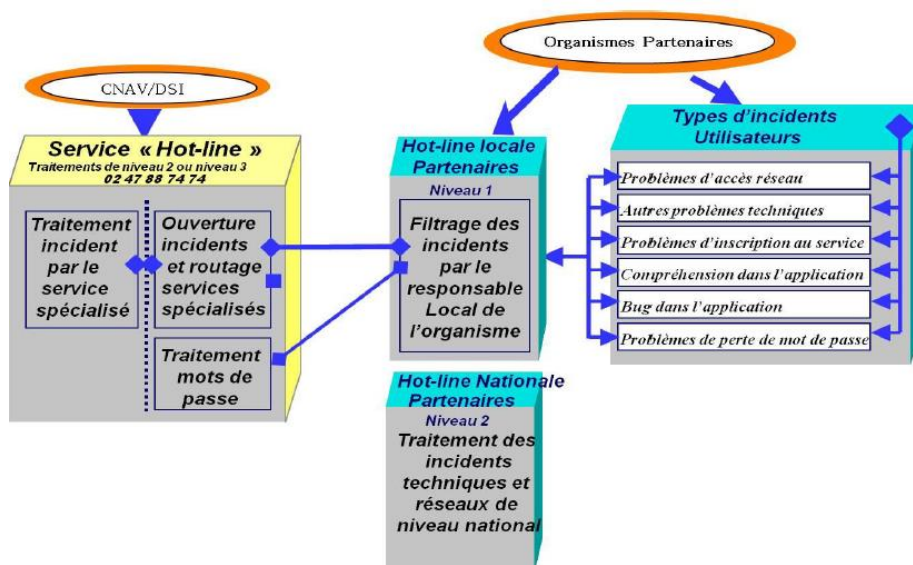 Organismes Partenaires
CNAV/DSI
Service « Hot-line »
Traitements de niveau 2 ou niveau 3
02 47 88 74 74
Traitement
incident
par le
service
spécialisé
Ouverture
incidents
et routage
services
spécialisés
Traitement
mots de
passe
Hot-line locale
Partenaires
Niveau 1
Filtrage des
incidents
par le
responsable
Local de
l'organisme
Hot-line Nationale
Partenaires
Niveau 2
Traitement des
incidents
techniques et
réseaux de
niveau national
Types d'incidents
Utilisateurs
Problèmes d'accès réseau
Autres problèmes techniques
Problèmes d'inscription au service
Compréhension dans l'application
Bug dans l'application
Problèmes de perte de mot de passe